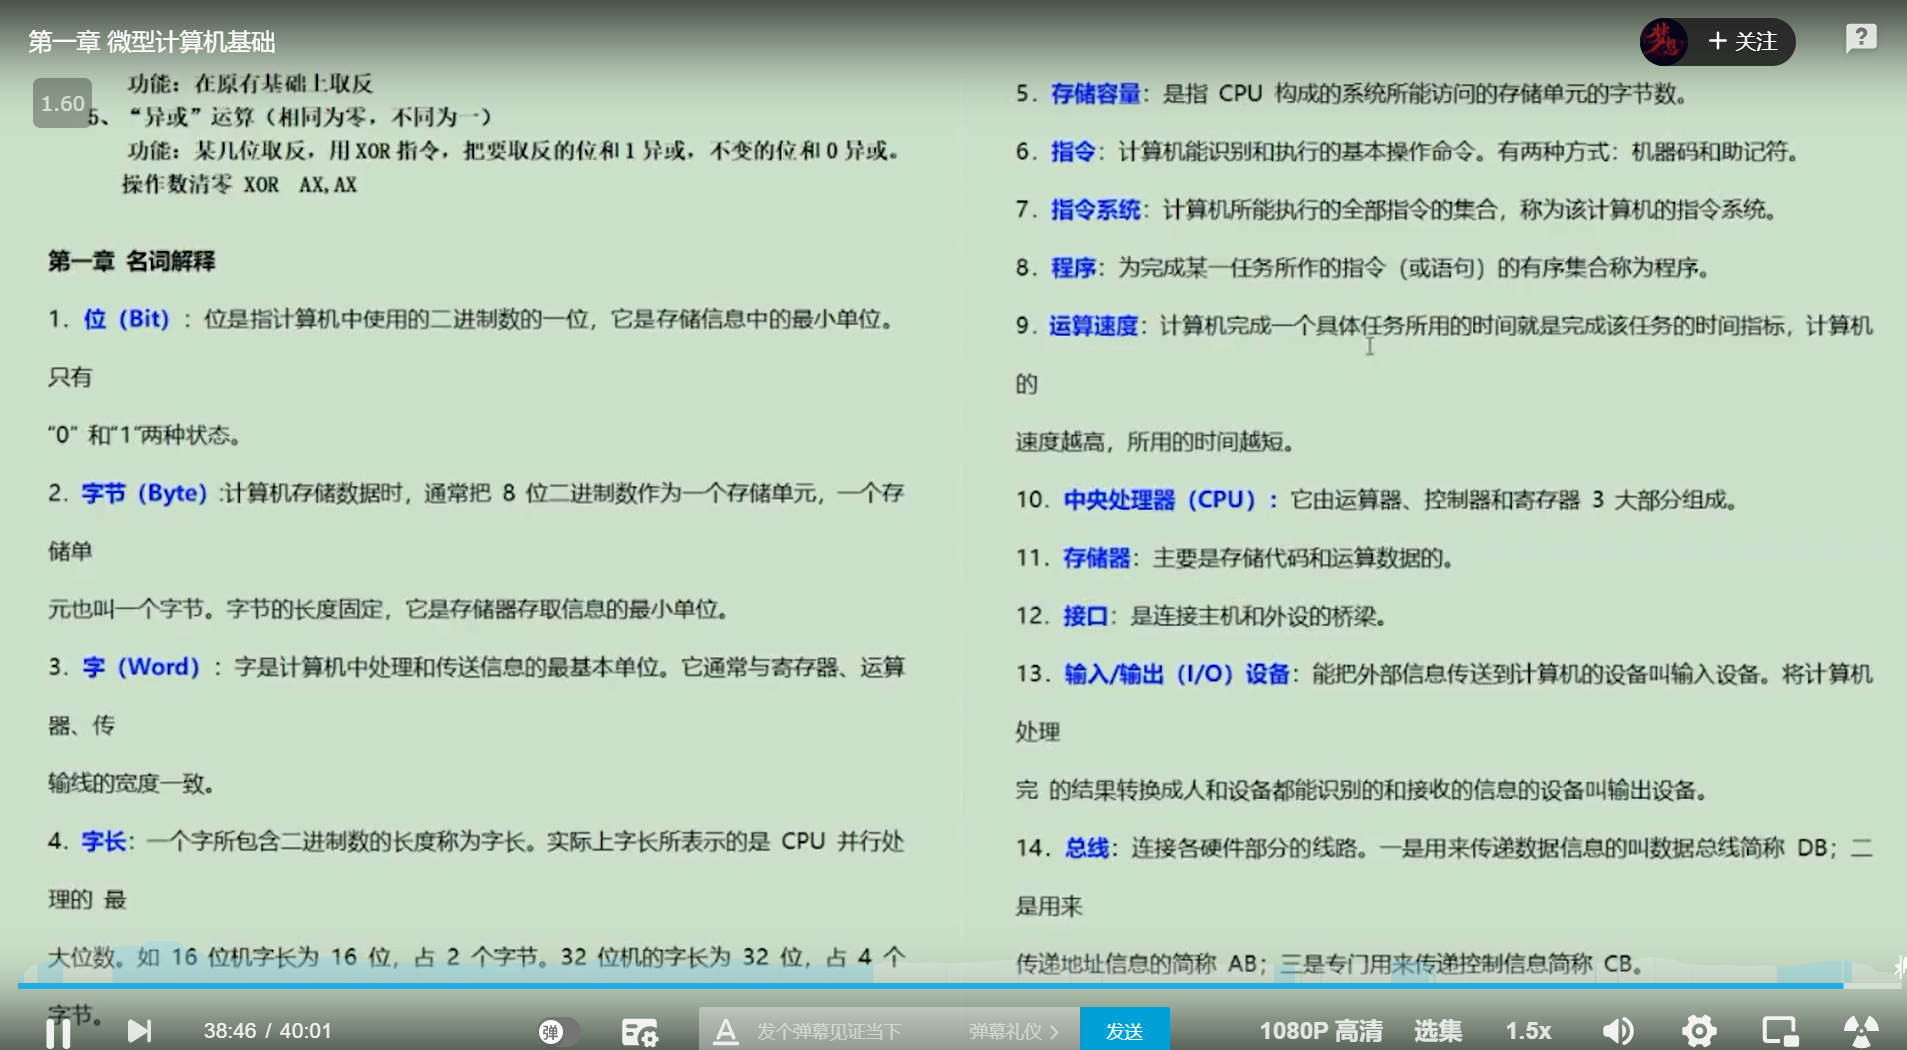 第一章 微型计算机基础
+ 关注
1.60
功能：在原有基础上取反
5、“异或”运算（相同为零，不同为一）
功能：某几位取反，用XOR指令，把要取反的位和1异或，不变的位和0异或。
操作数清零 XOR AX,AX
第一章 名词解释
1. 位（Bit）：位是指计算机中使用的二进制数的一位，它是存储信息中的最小单位。
只有
“0” 和“1”两种状态。
2. 字节（Byte）:计算机存储数据时，通常把 8 位二进制数作为一个存储单元，一个存
储单
元也叫一个字节。字节的长度固定，它是存储器存取信息的最小单位。
3. 字（Word）：字是计算机中处理和传送信息的最基本单位。它通常与寄存器、运算
器、传
输线的宽度一致。
4. 字长：一个字所包含二进制数的长度称为字长。实际上字长所表示的是 CPU 并行处
理的 最
大位数。如 16 位机字长为 16 位，占 2 个字节。32 位机的字长为 32 位，占 4 个
字节。
5. 存储容量：是指 CPU 构成的系统所能访问的存储单元的字节数。
6. 指令：计算机能识别和执行的基本操作命令。有两种方式：机器码和助记符。
7. 指令系统：计算机所能执行的全部指令的集合，称为该计算机的指令系统。
8. 程序：为完成某一任务所作的指令（或语句）的有序集合称为程序。
9. 运算速度：计算机完成一个具体任务所用的时间就是完成该任务的时间指标，计算机
的
速度越高，所用的时间越短。
10. 中央处理器（CPU）：它由运算器、控制器和寄存器 3 大部分组成。
11. 存储器：主要是存储代码和运算数据的。
12. 接口：是连接主机和外设的桥梁。
13. 输入/输出（I/O）设备：能把外部信息传送到计算机的设备叫输入设备。将计算机
处理
完 的结果转换成人和设备都能识别的和接收的信息的设备叫输出设备。
14. 总线：连接各硬件部分的线路。一是用来传递数据信息的叫数据总线简称 DB；二
是用来
传递地址信息的简称 AB；三是专门用来传递控制信息简称 CB。
38:46 / 40:01
弹
发个弹幕见证当下
弹幕礼仪
发送
1080P 高清
选集
1.5x